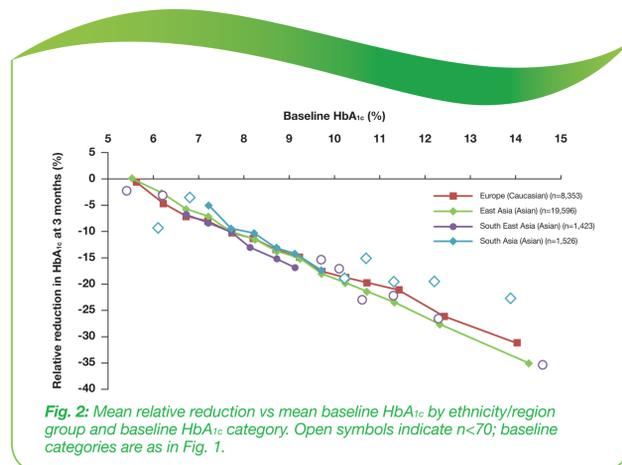 Baseline HbA1c (%)
5 6 7 8 9 10 11 12 13 14 15
Relative reduction in HbA1c at 3 months (%)
5
0
-5
-10
-15
-20
-25
-30
-35
-40
Europe (Caucasian) (n=8,353)
East Asia (Asian) (n=19,596)
South East Asia (Asian) (n=1,423)
South Asia (Asian) (n=1,526)
Fig. 2: Mean relative reduction vs mean baseline HbA1c by ethnicity/region
group and baseline HbA1c category. Open symbols indicate n<70; baseline
categories are as in Fig. 1.